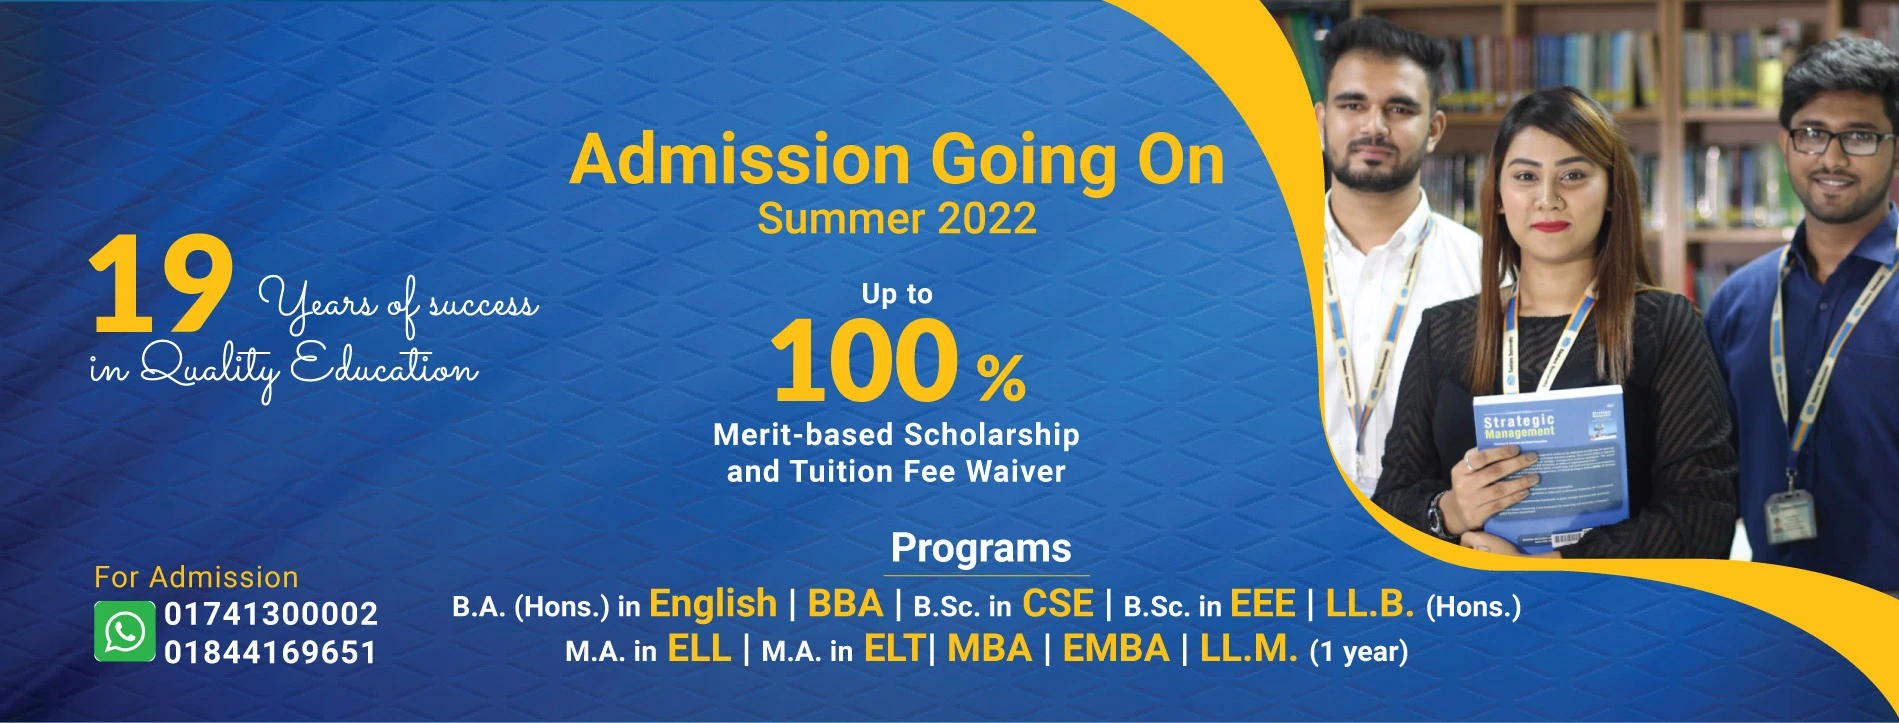 Admission Going On
Summer 2022
19 Years of success
in Quality Education
Up to
100 %
Merit-based Scholarship
and Tuition Fee Waiver
Strategic
Management
Programs
B.A. (Hons.) in English | BBA | B.Sc. in CSE | B.Sc. in EEE | LL.B. (Hons.)
M.A. in ELL | M.A. in ELT| MBA | EMBA | LL.M. (1 year)
For Admission
01741300002
01844169651